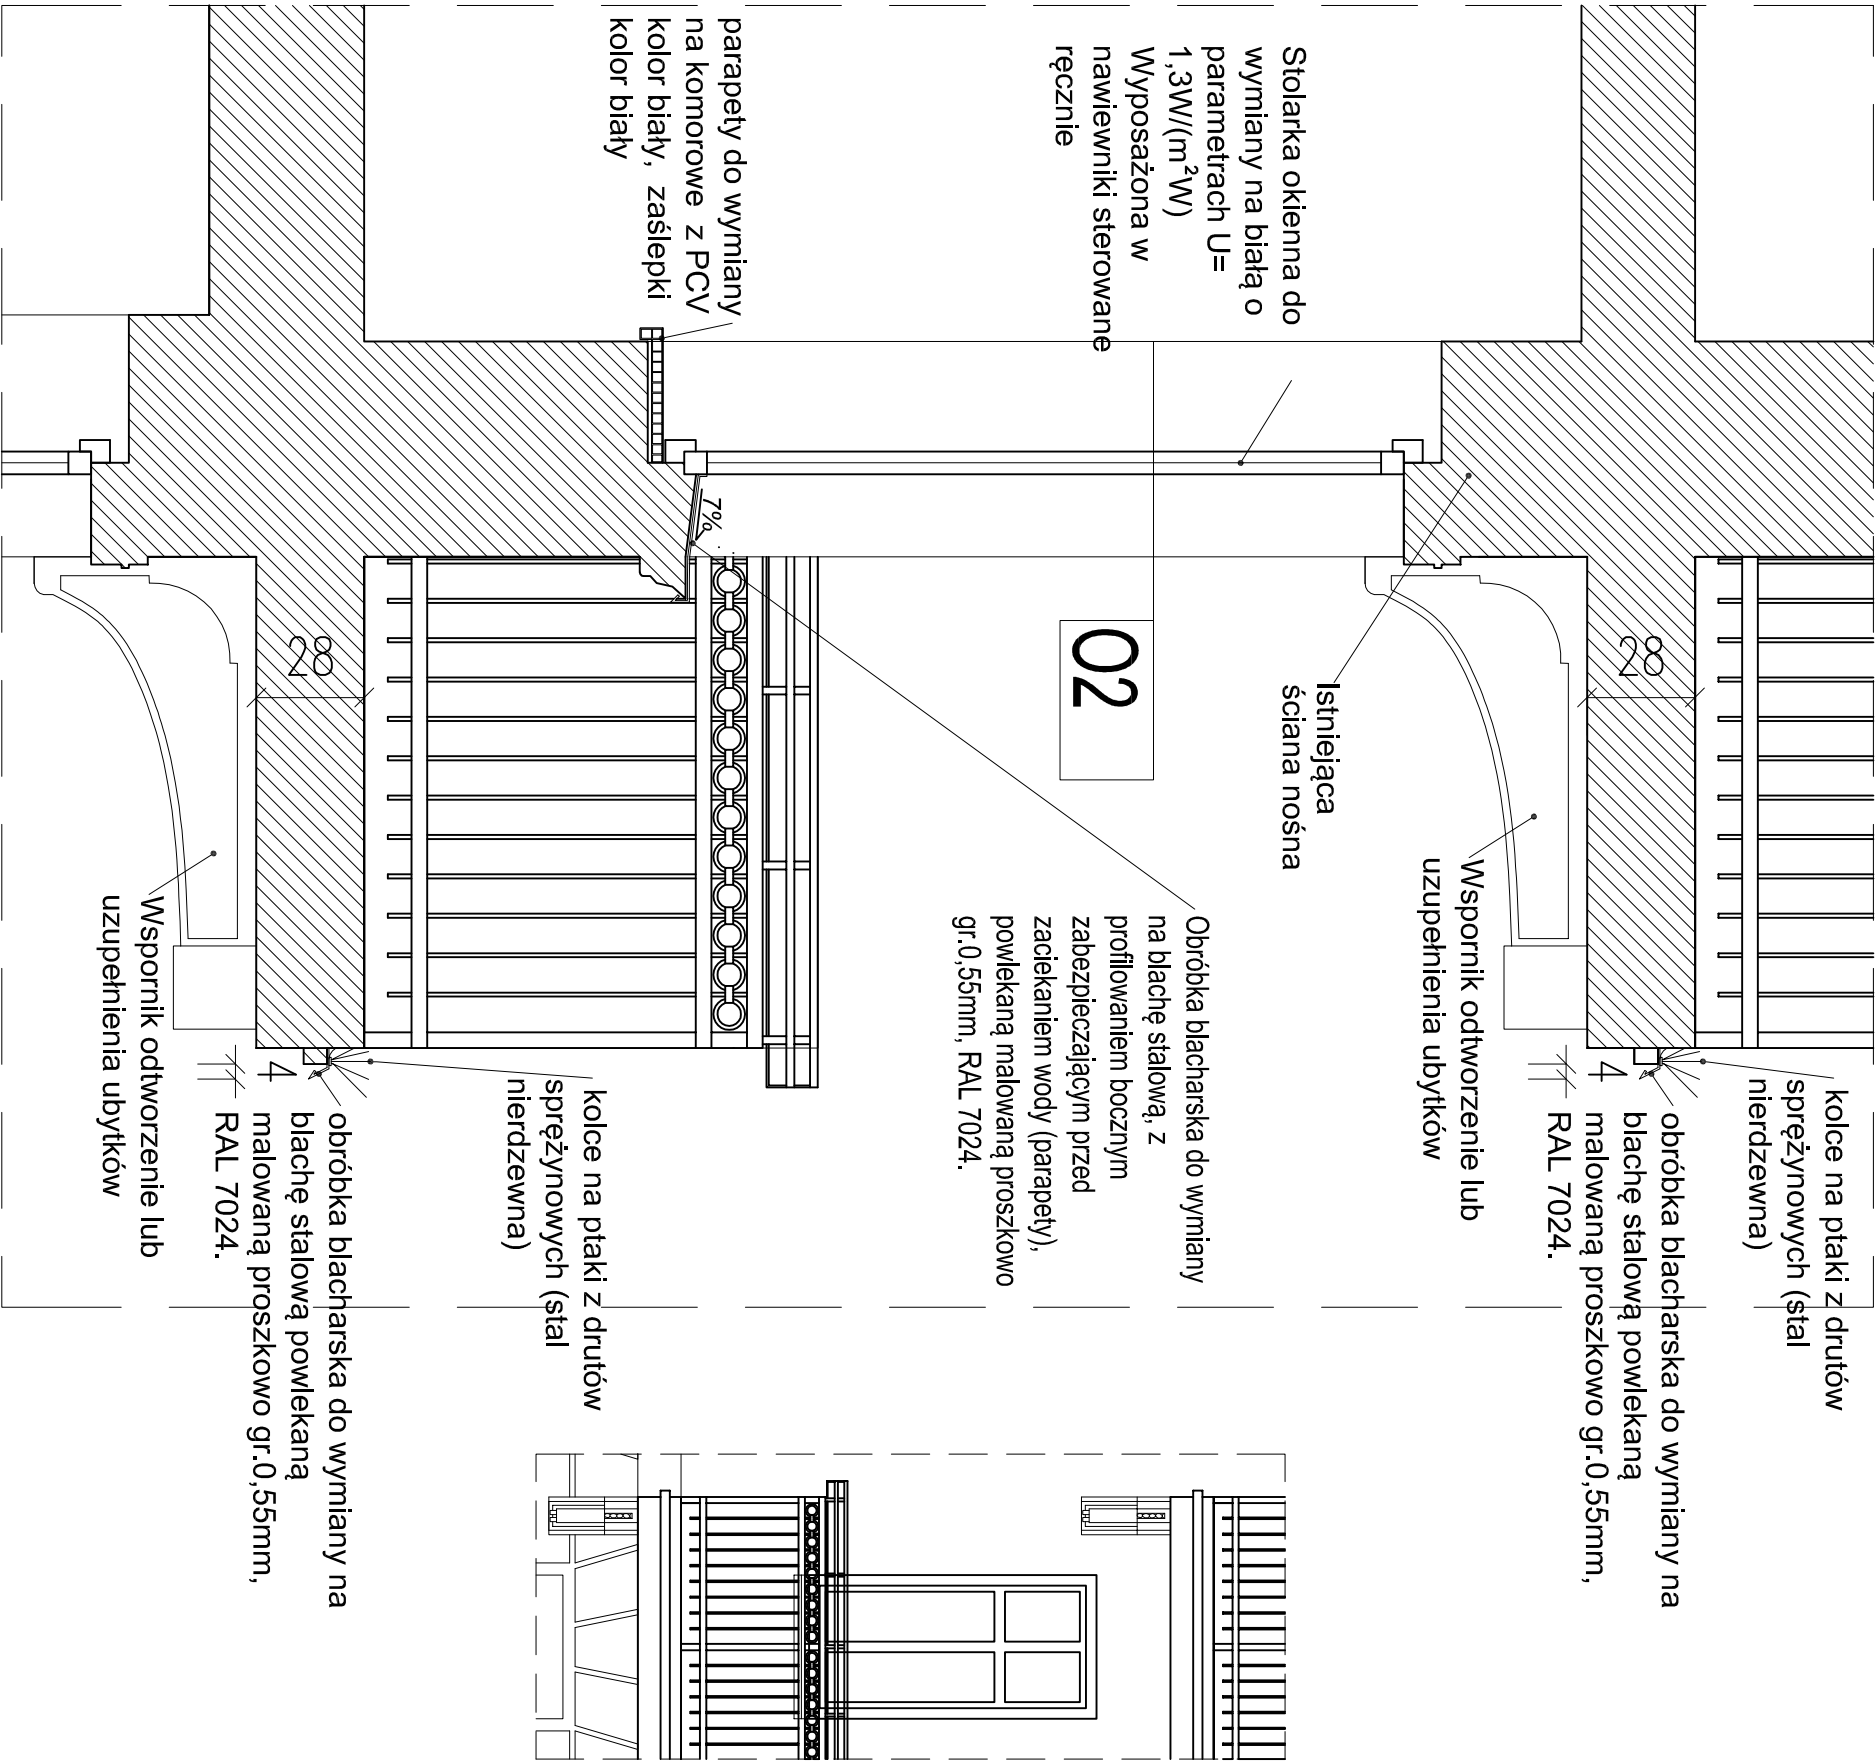 Stolarka okienna do
wymiany na białą o
parametrach U=
1,3W/(m²W)
Wyposażona w
nawiewniki sterowane
ręcznie
parapety do wymiany
na komorowe z PCV
kolor biały, zaślepki
kolor biały
7%
02
Istniejąca
ściana nośna
28
28
Wspornik odtworzenie lub
uzupełnienia ubytków
kolce na ptaki z drutów
sprężynowych (stal
nierdzewna)
obróbka blacharska do wymiany na
blachę stalową powlekaną
malowaną proszkowo gr.0,55mm,
RAL 7024.
4
Obróbka blacharska do wymiany
na blachę stalową, z
profilowaniem bocznym
zabezpieczającym przed
zaciekaniem wody (parapety),
powlekaną malowaną proszkowo
gr.0,55mm, RAL 7024.
kolce na ptaki z drutów
sprężynowych (stal
nierdzewna)
obróbka blacharska do wymiany na
blachę stalową powlekaną
malowaną proszkowo gr.0,55mm,
RAL 7024.
4
Wspornik odtworzenie lub
uzupełnienia ubytków